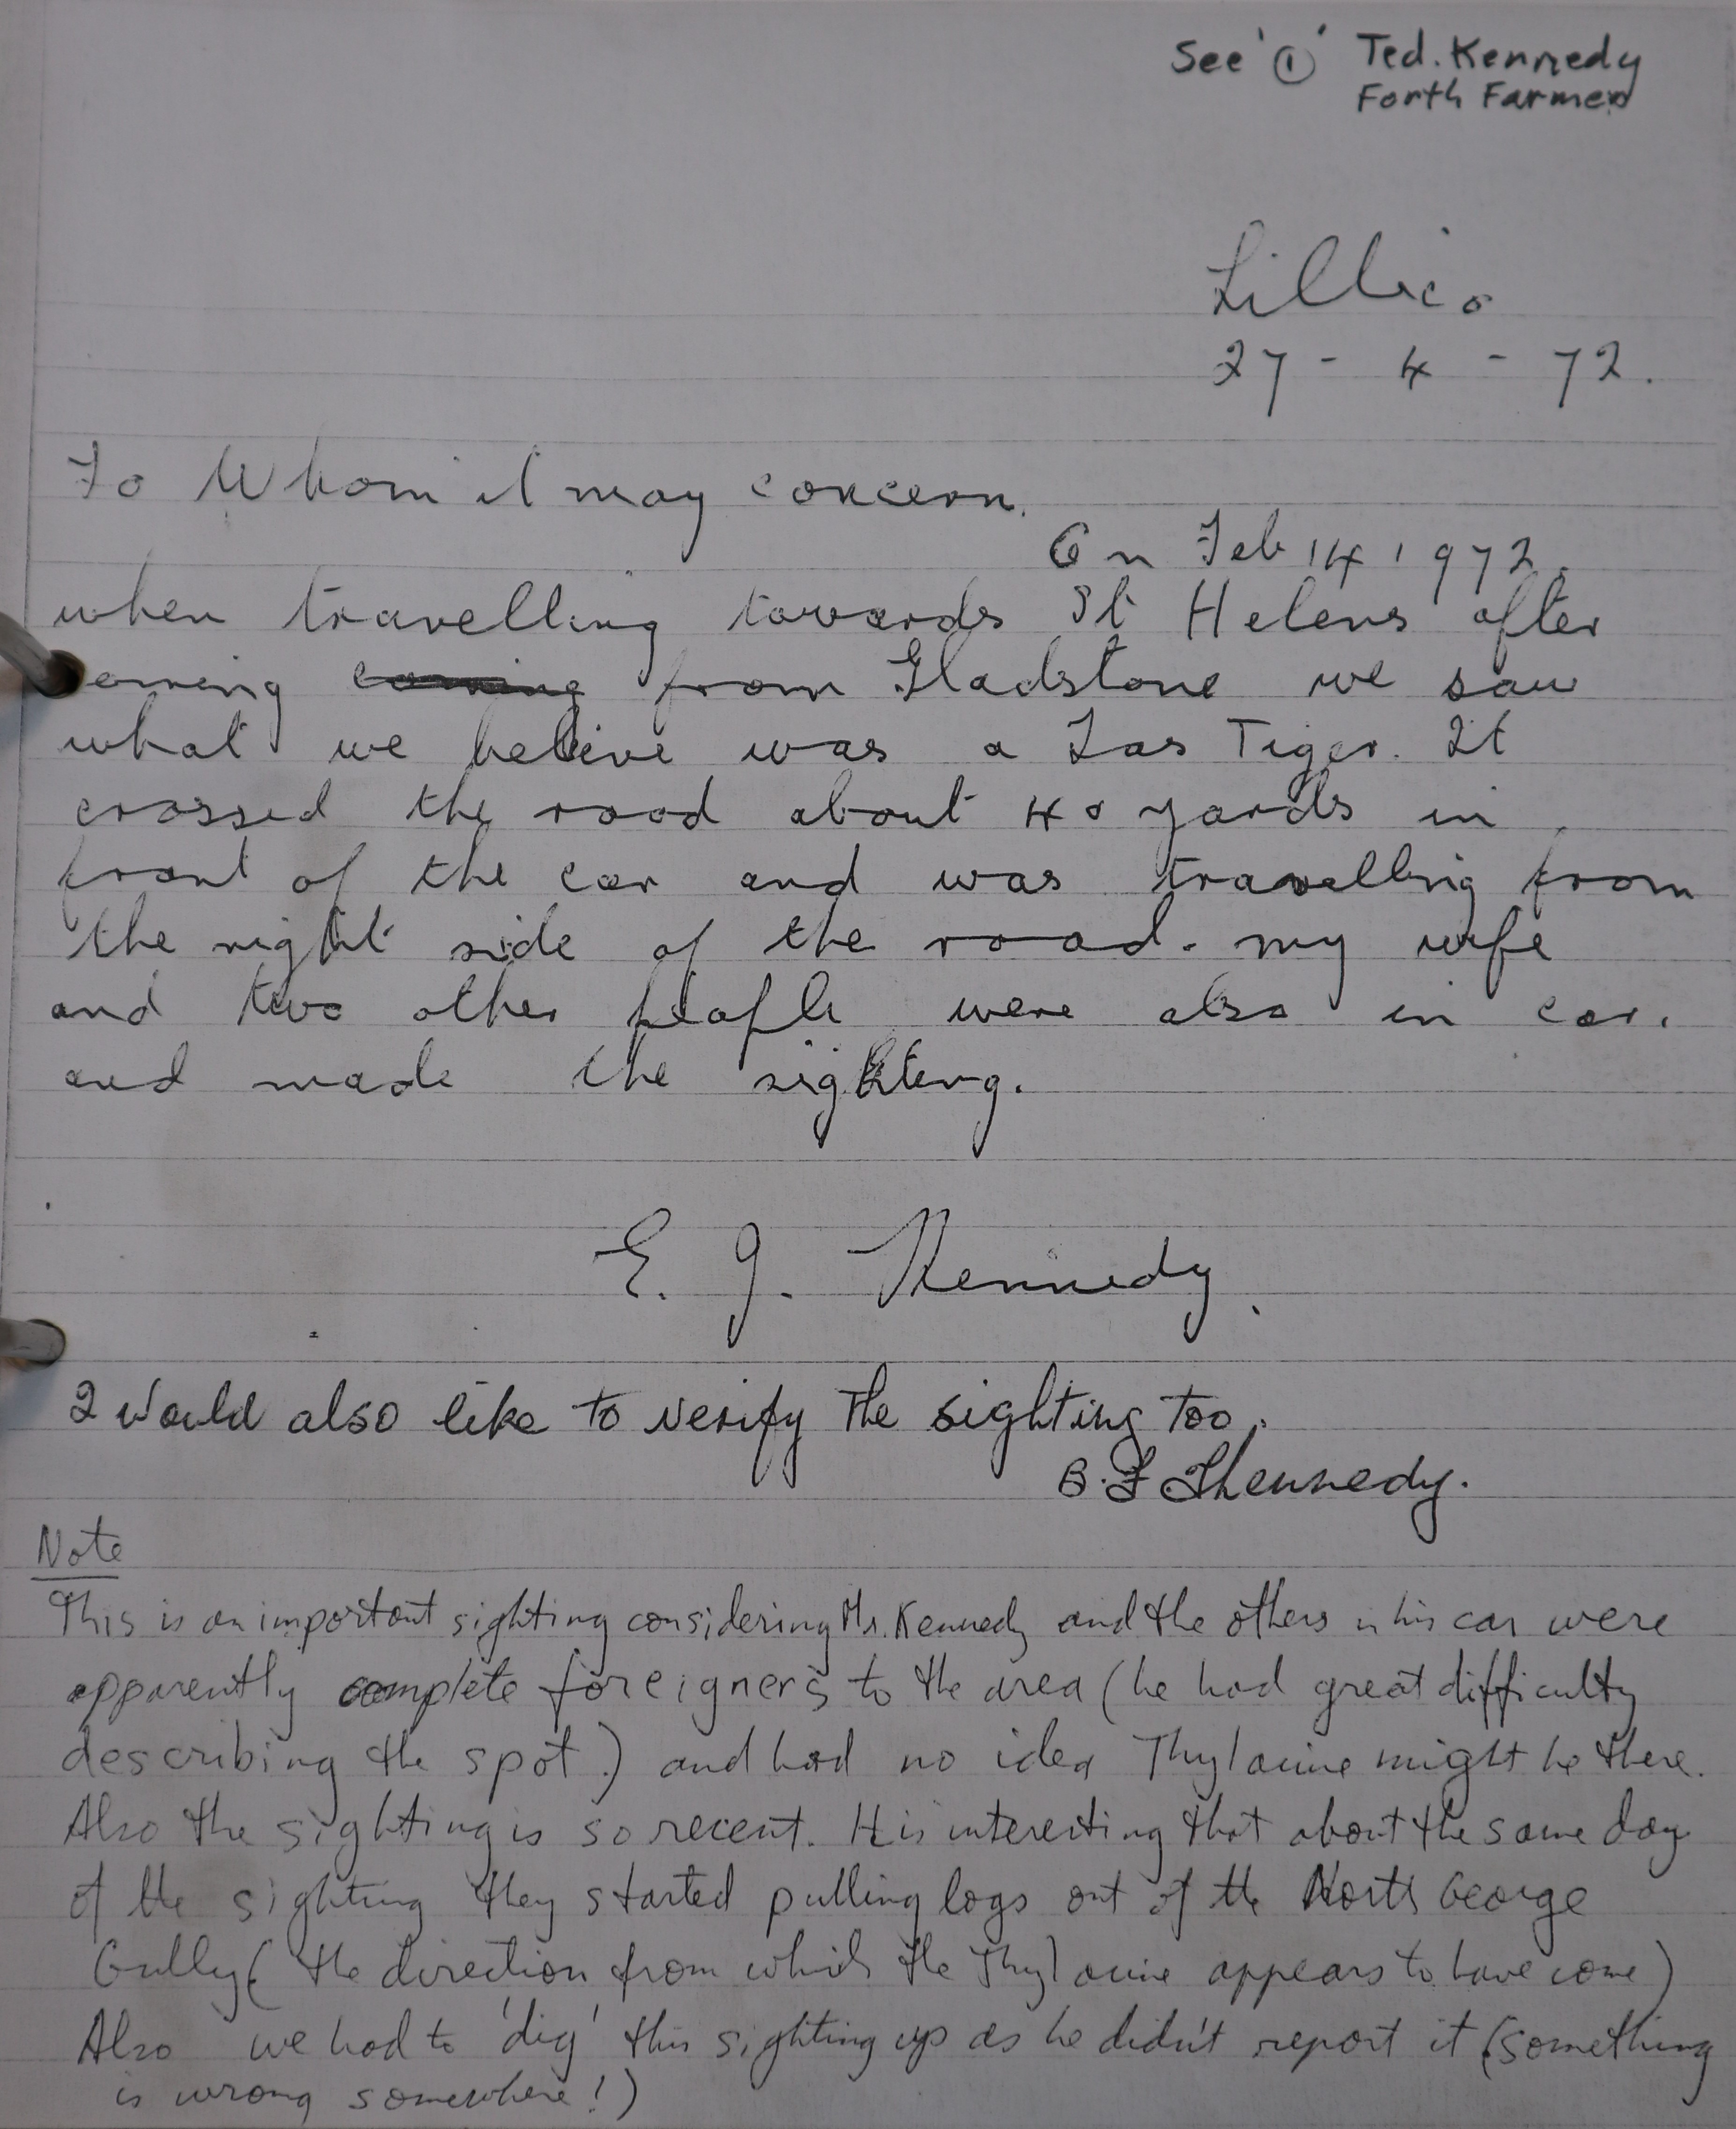 See '①' Ted. Kennedy
Forth Farmer
Lillico
27 - 4 - 72.
To Whom it may concern.
On Feb 14 1972.
when travelling towards St Helens after
coming coming from Gladstone we saw
what we believe was a Tas Tiger. It
crossed the road about 40 yards in
front of the car and was travelling from
the right side of the road. my wife
and two other people were also in car.
and made the sighting.
E. J. Kennedy.
I would also like to verify the sighting too.
B. F Kennedy.
Note
This is an important sighting considering Mr. Kennedy and the others in his car were
apparently complete foreigners to the area (he had great difficulty
describing the spot.) and had no idea Thylacine might be there.
Also the sighting is so recent. It is interesting that about the same day
of the sighting they started pulling logs out of the North George
Gully (the direction from which the Thylacine appears to have come)
Also we had to 'dig' this sighting up as he didn't report it (something
is wrong somewhere!)